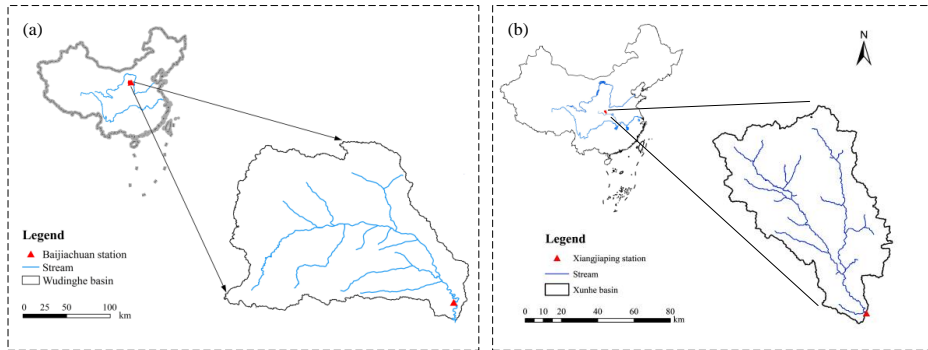 (a)
Legend
Baijiachuan station
Stream
Wudinghe basin
0 25 50 100
km
(b)
N
Legend
Xiangjiaping station
Stream
Xunhe basin
0 10 20 40 60 80
km